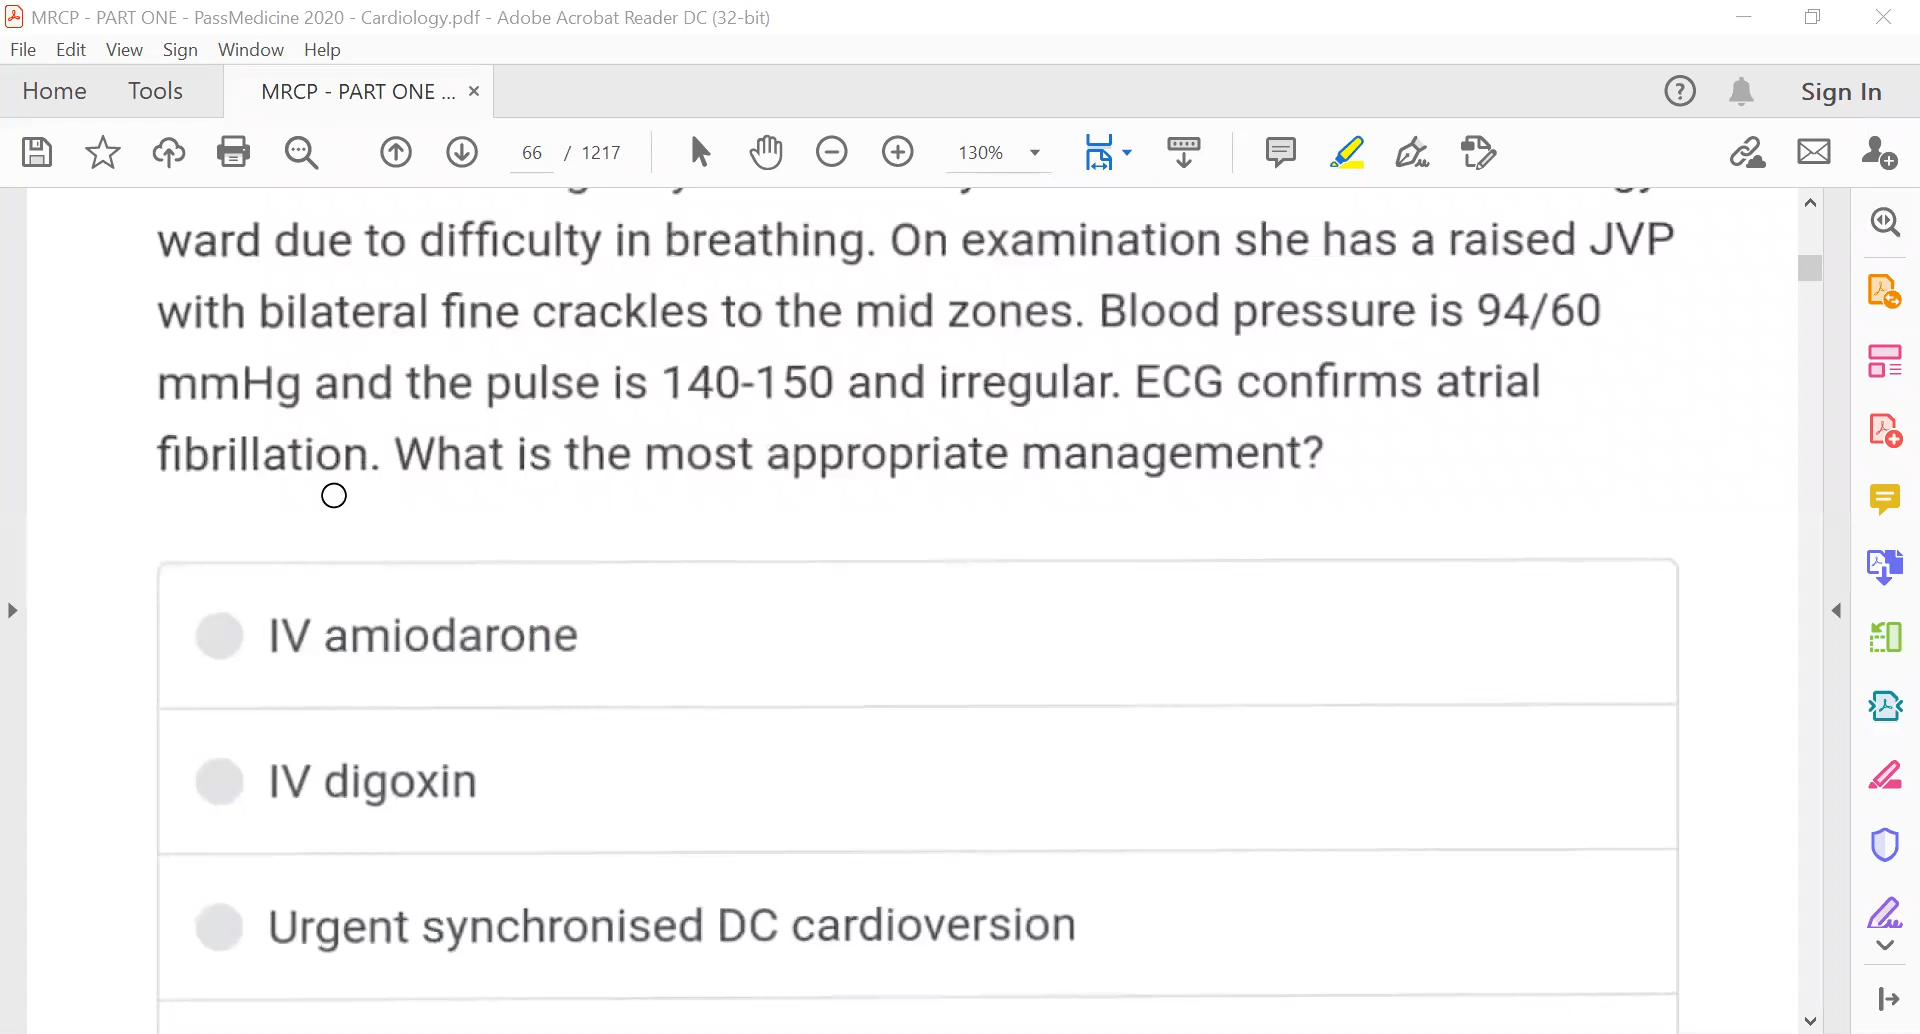 MRCP - PART ONE - PassMedicine 2020 - Cardiology.pdf - Adobe Acrobat Reader DC (32-bit)
File Edit View Sign Window Help
Home Tools MRCP - PART ONE ... × Sign In
66 / 1217 130%
ward due to difficulty in breathing. On examination she has a raised JVP
with bilateral fine crackles to the mid zones. Blood pressure is 94/60
mmHg and the pulse is 140-150 and irregular. ECG confirms atrial
fibrillation. What is the most appropriate management?
IV amiodarone
IV digoxin
Urgent synchronised DC cardioversion